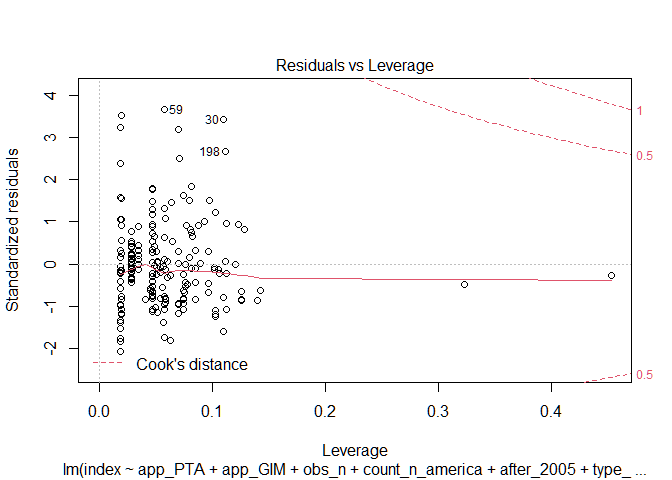 Residuals vs Leverage
4
3
2
1
0
-1
-2
Standardized residuals
59
30
198
1
0.5
0.5
Cook's distance
0.0 0.1 0.2 0.3 0.4
Leverage
lm(index ~ app_PTA + app_GIM + obs_n + count_n_america + after_2005 + type_ ...